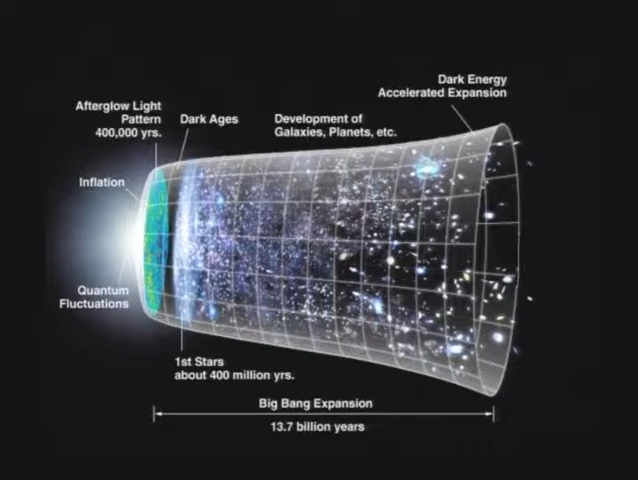 Dark Energy
Accelerated Expansion
Afterglow Light
Pattern
400,000 yrs.
Dark Ages
Development of
Galaxies, Planets, etc.
Inflation
Quantum
Fluctuations
1st Stars
about 400 million yrs.
Big Bang Expansion
13.7 billion years